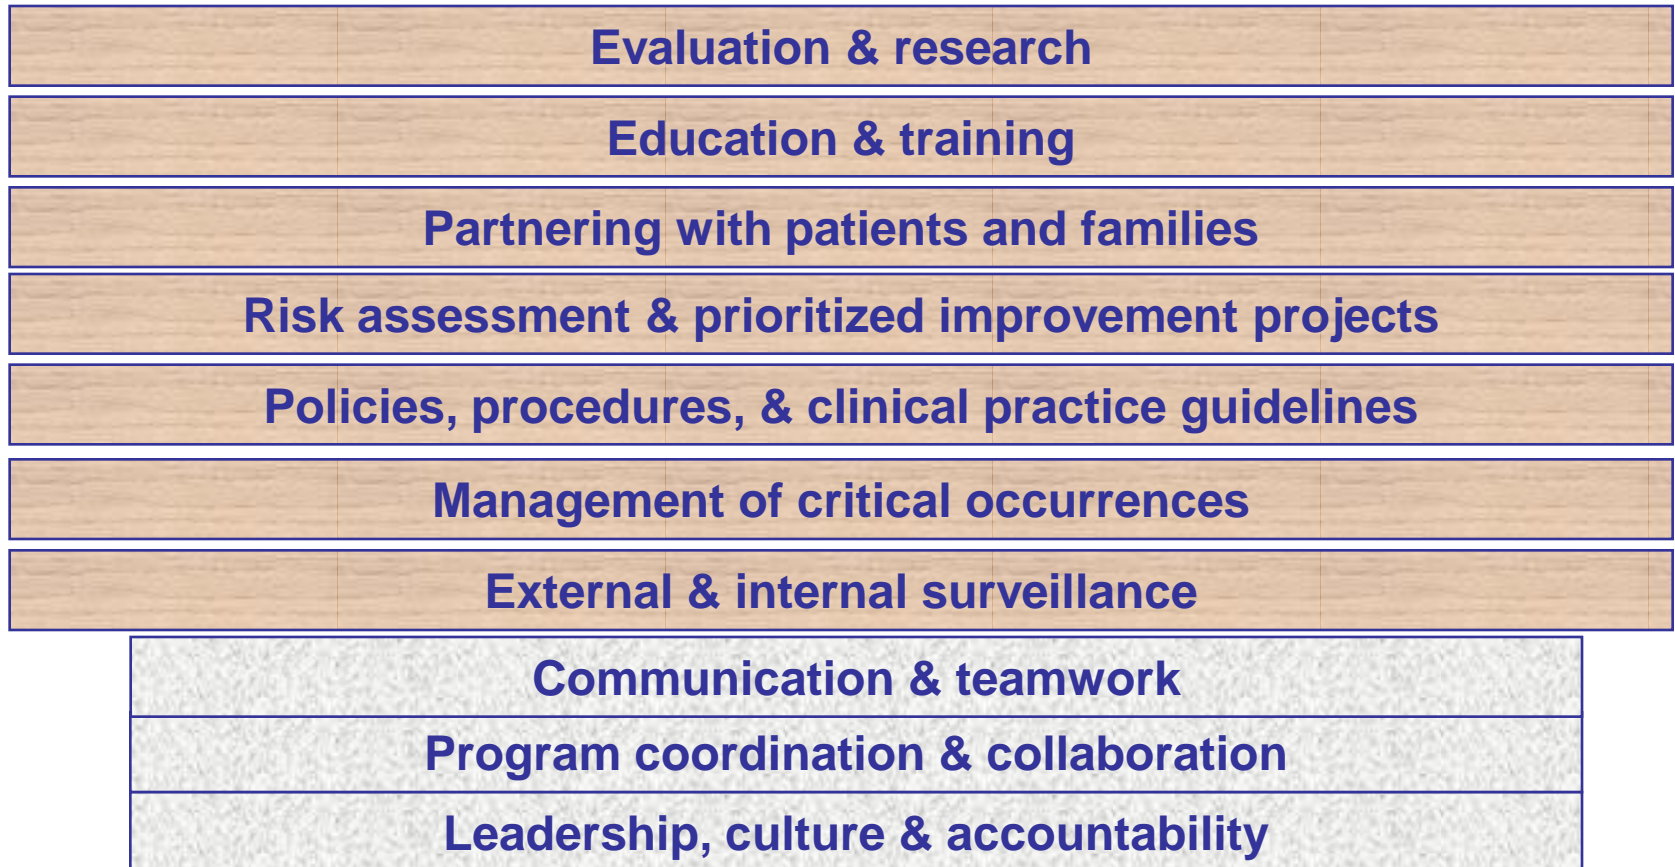 Evaluation & research
Education & training
Partnering with patients and families
Risk assessment & prioritized improvement projects
Policies, procedures, & clinical practice guidelines
Management of critical occurrences
External & internal surveillance
Communication & teamwork
Program coordination & collaboration
Leadership, culture & accountability